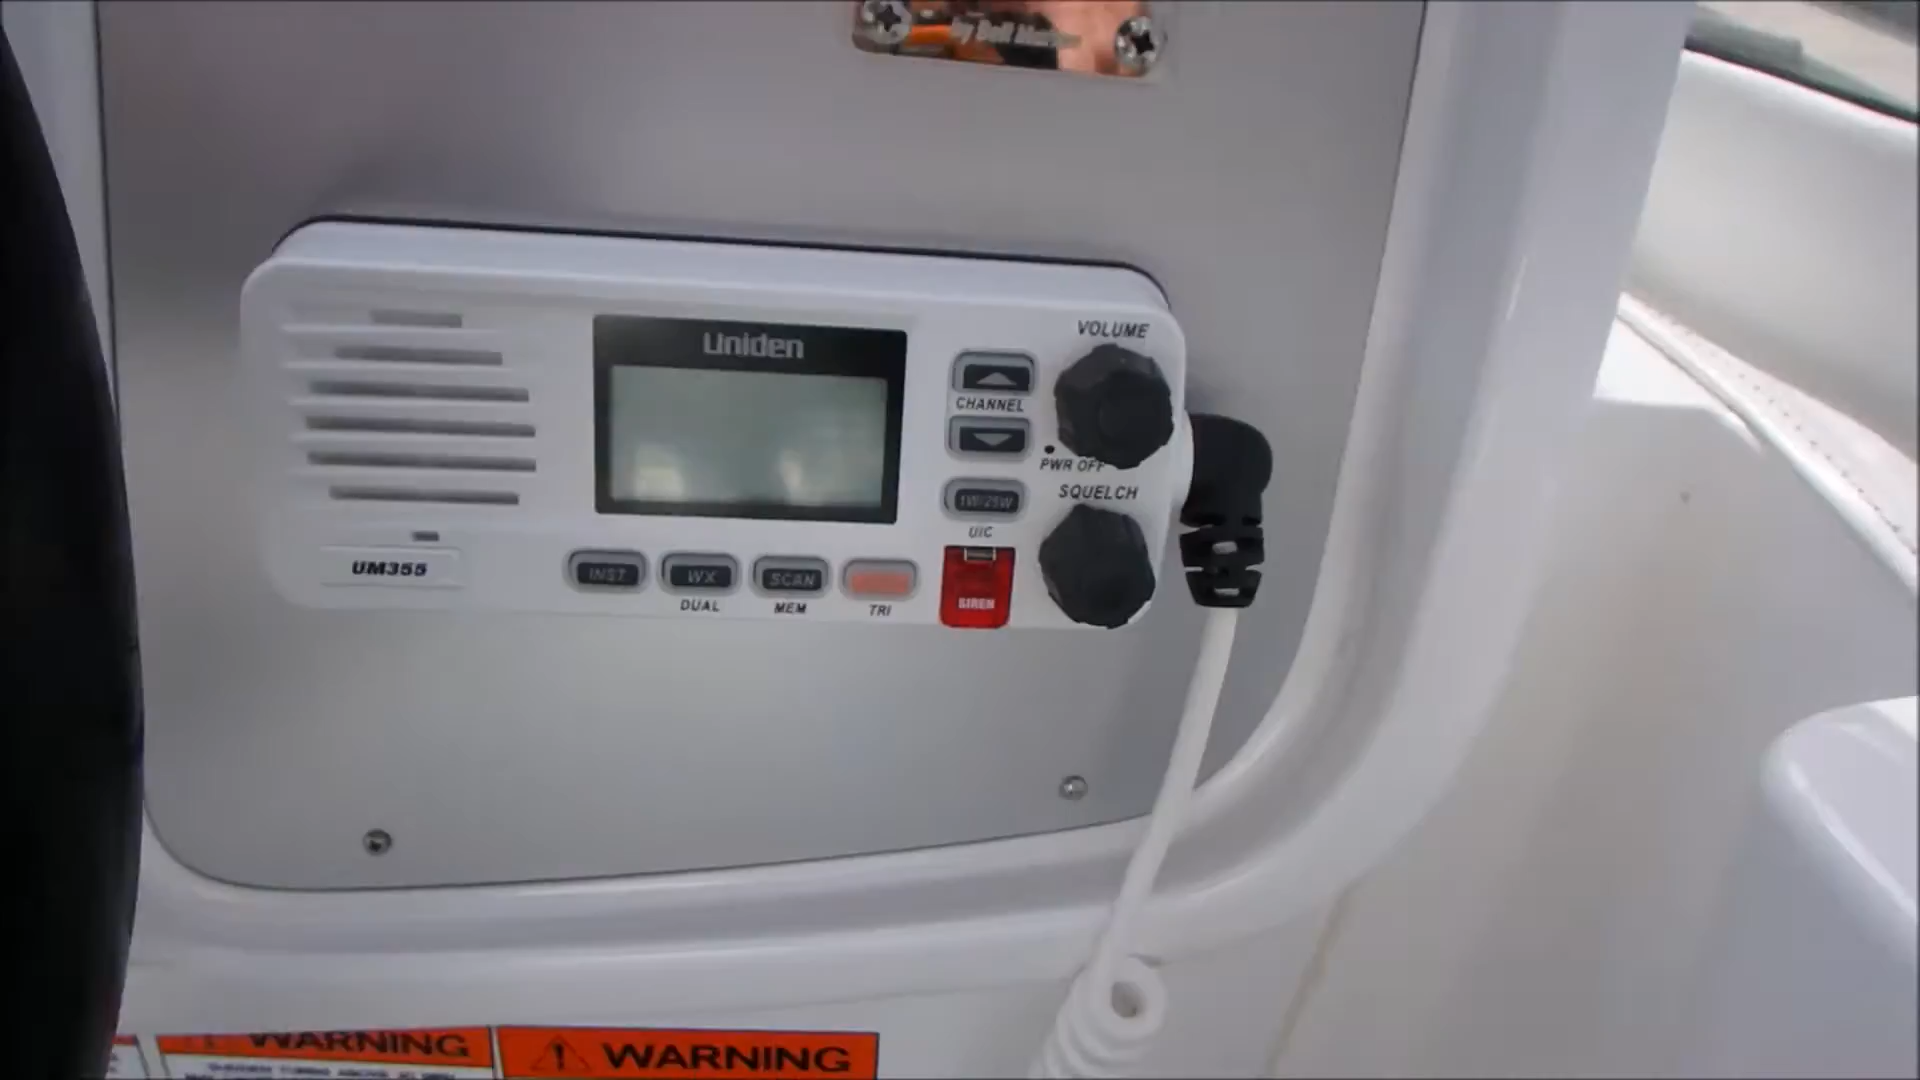 by
Uniden
VOLUME
CHANNEL
PWR OFF
SQUELCH
1W/25W
UIC
UM355
INST
WX
SCAN
SIREN
DUAL
MEM
TRI
WARNING
WARNING